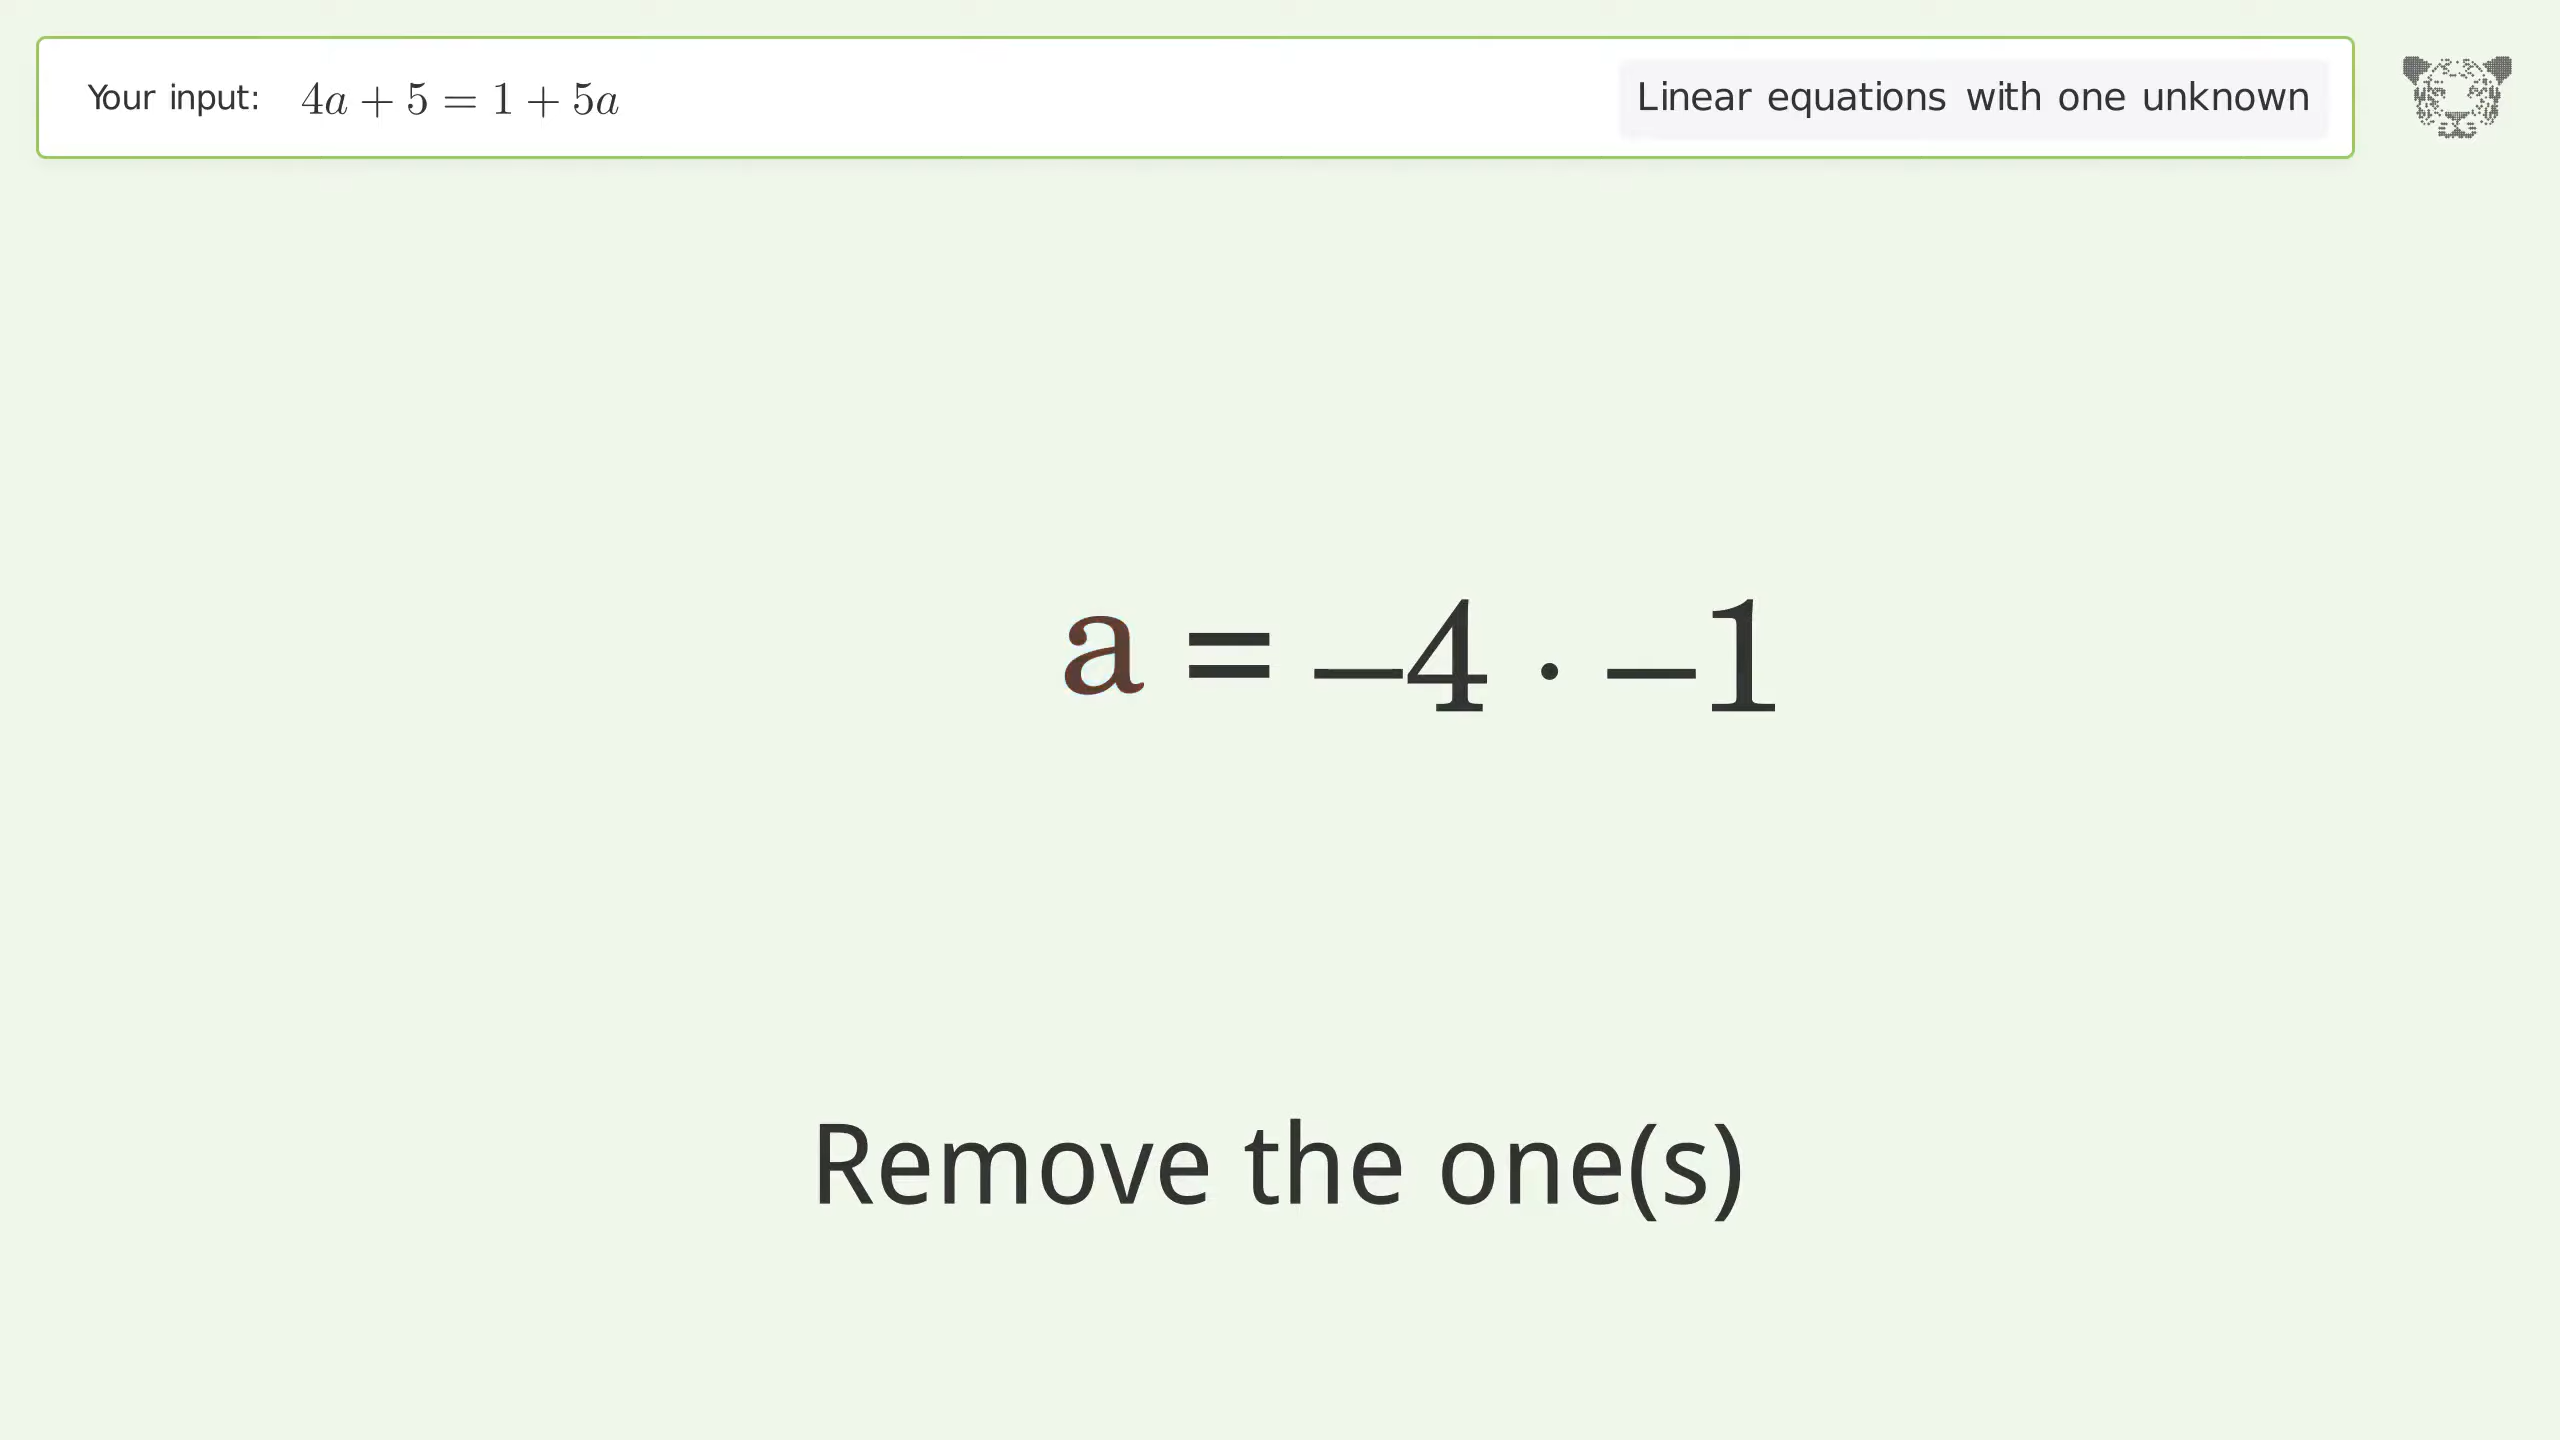 Your input: 4a + 5 = 1 + 5a
Linear equations with one unknown
a = –4 · –1
Remove the one(s)